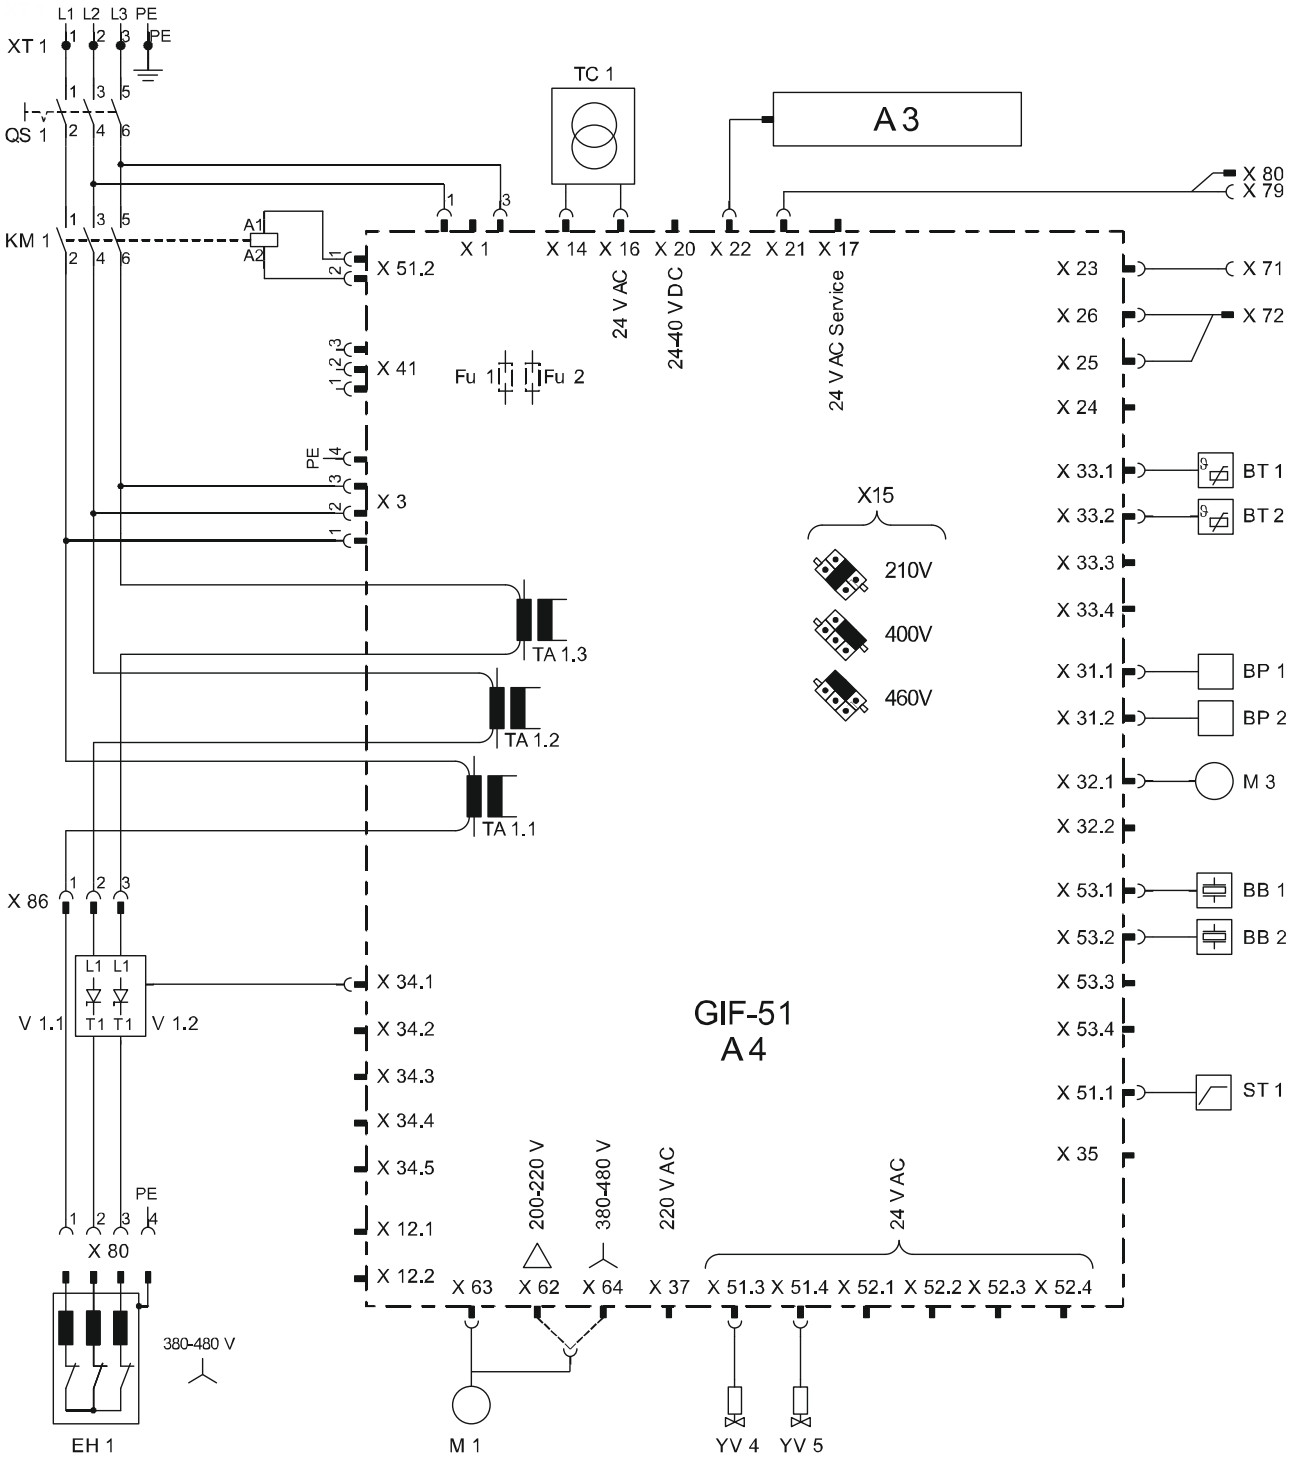 L1 L2 L3 PE
XT 1 1 2 3 PE
1 3 5
QS 1 2 4 6
TC 1
A 3
X 80
X 79
1 3
KM 1 1 3 5 A1
2 4 6 A2
1 2 X 51.2
X 1 X 14 X 16 X 20 X 22 X 21 X 17
24 V AC
24-40 V DC
24 V AC Service
X 23 X 71
X 26 X 72
X 25
X 24
3 2 1 X 41
Fu 1 Fu 2
PE 4
3 2 1 X 3
X 33.1 BT 1
X 33.2 BT 2
X 33.3
X 33.4
X15
210V
400V
460V
TA 1.3
TA 1.2
TA 1.1
X 31.1 BP 1
X 31.2 BP 2
X 32.1 M 3
X 32.2
X 86 1 2 3
X 53.1 BB 1
X 53.2 BB 2
X 53.3
X 53.4
L1 L1
V 1.1 T1 T1 V 1.2
X 34.1
X 34.2
X 34.3
X 34.4
X 34.5
X 12.1
X 12.2
GIF-51
A 4
X 51.1 ST 1
X 35
200-220 V
380-480 V
220 V AC
24 V AC
PE
1 2 3 4
X 80
X 63 X 62 X 64 X 37 X 51.3 X 51.4 X 52.1 X 52.2 X 52.3 X 52.4
380-480 V
EH 1 M 1 YV 4 YV 5